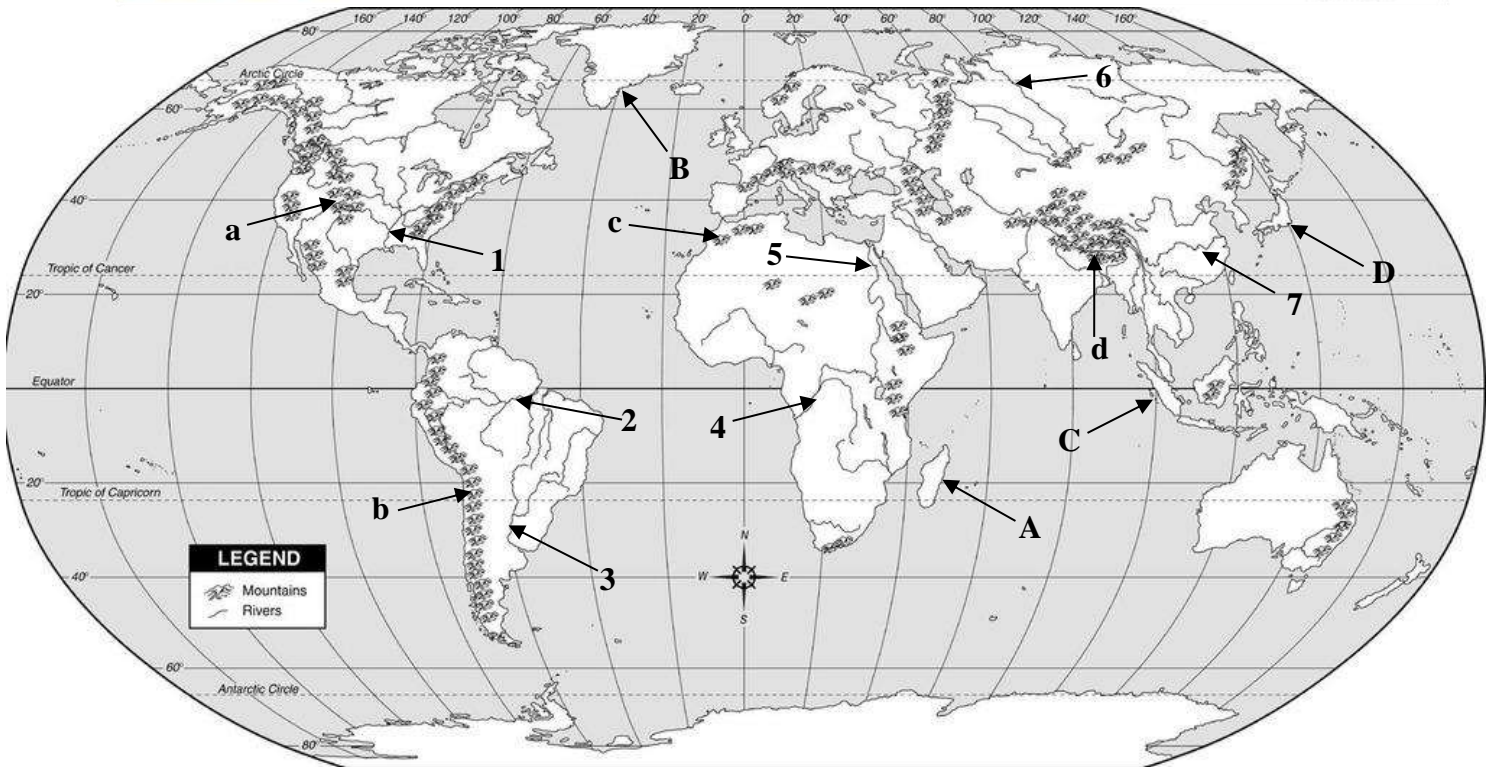 160° 140° 120° 100° 80° 60° 40° 20° 0° 20° 40° 60° 80° 100° 120° 140° 160°
80°
Arctic Circle
6
60°
B
40°
a
c
1
5
D
Tropic of Cancer
7
20°
d
Equator
2
4
C
20°
Tropic of Capricorn
b
A
N
LEGEND
Mountains
Rivers
3
40°
W
E
S
60°
Antarctic Circle
80°